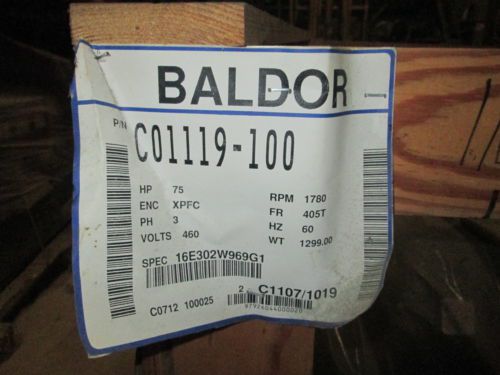 BALDOR
P/N
C01119-100
HP 75
ENC XPFC
PH 3
VOLTS 460
RPM 1780
FR 405T
HZ 60
WT 1299.00
SPEC 16E302W969G1
C0712 100025
2 C1107/1019